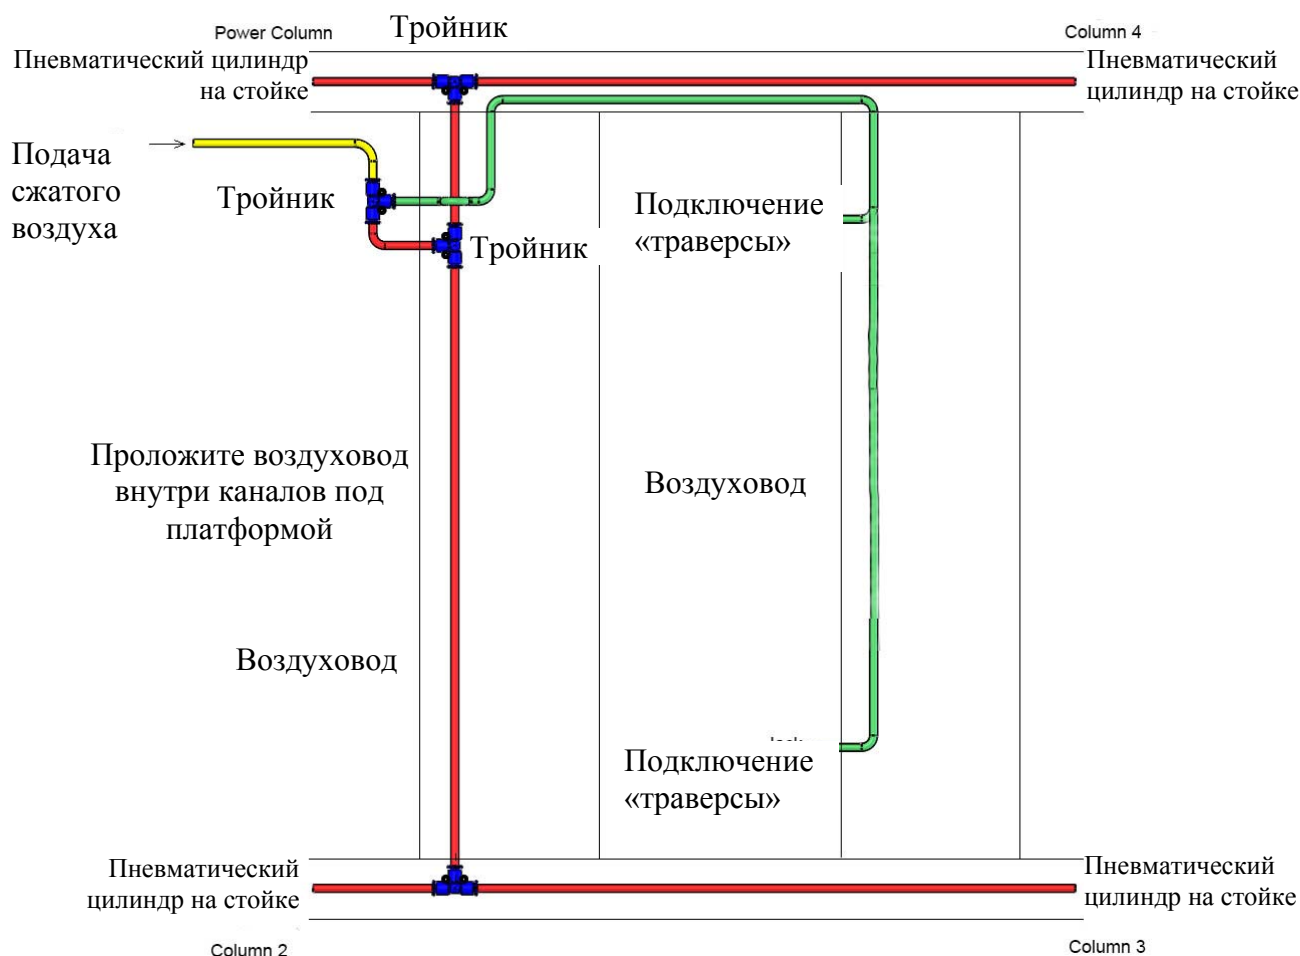 Power Column
Тройник
Column 4
Пневматический цилиндр
на стойке
Пневматический
цилиндр на стойке
Подача
сжатого
воздуха
Тройник
Подключение
«траверсы»
Тройник
Проложите воздуховод
внутри каналов под
платформой
Воздуховод
Воздуховод
Подключение
«траверсы»
Пневматический
цилиндр на стойке
Пневматический
цилиндр на стойке
Column 2
Column 3